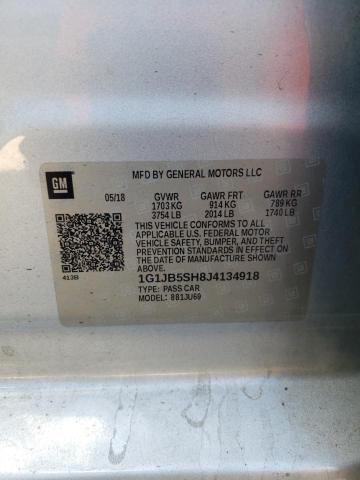 GM
MFD BY GENERAL MOTORS LLC
05/18 GVWR GAWR FRT GAWR RR
1703 KG 914 KG 789 KG
3754 LB 2014 LB 1740 LB
THIS VEHICLE CONFORMS TO ALL
APPLICABLE U.S. FEDERAL MOTOR
VEHICLE SAFETY, BUMPER, AND THEFT
PREVENTION STANDARDS IN EFFECT ON
THE DATE OF MANUFACTURE SHOWN
ABOVE.
413B
1G1JB5SH8J4134918
TYPE: PASS CAR
MODEL: 881JU69